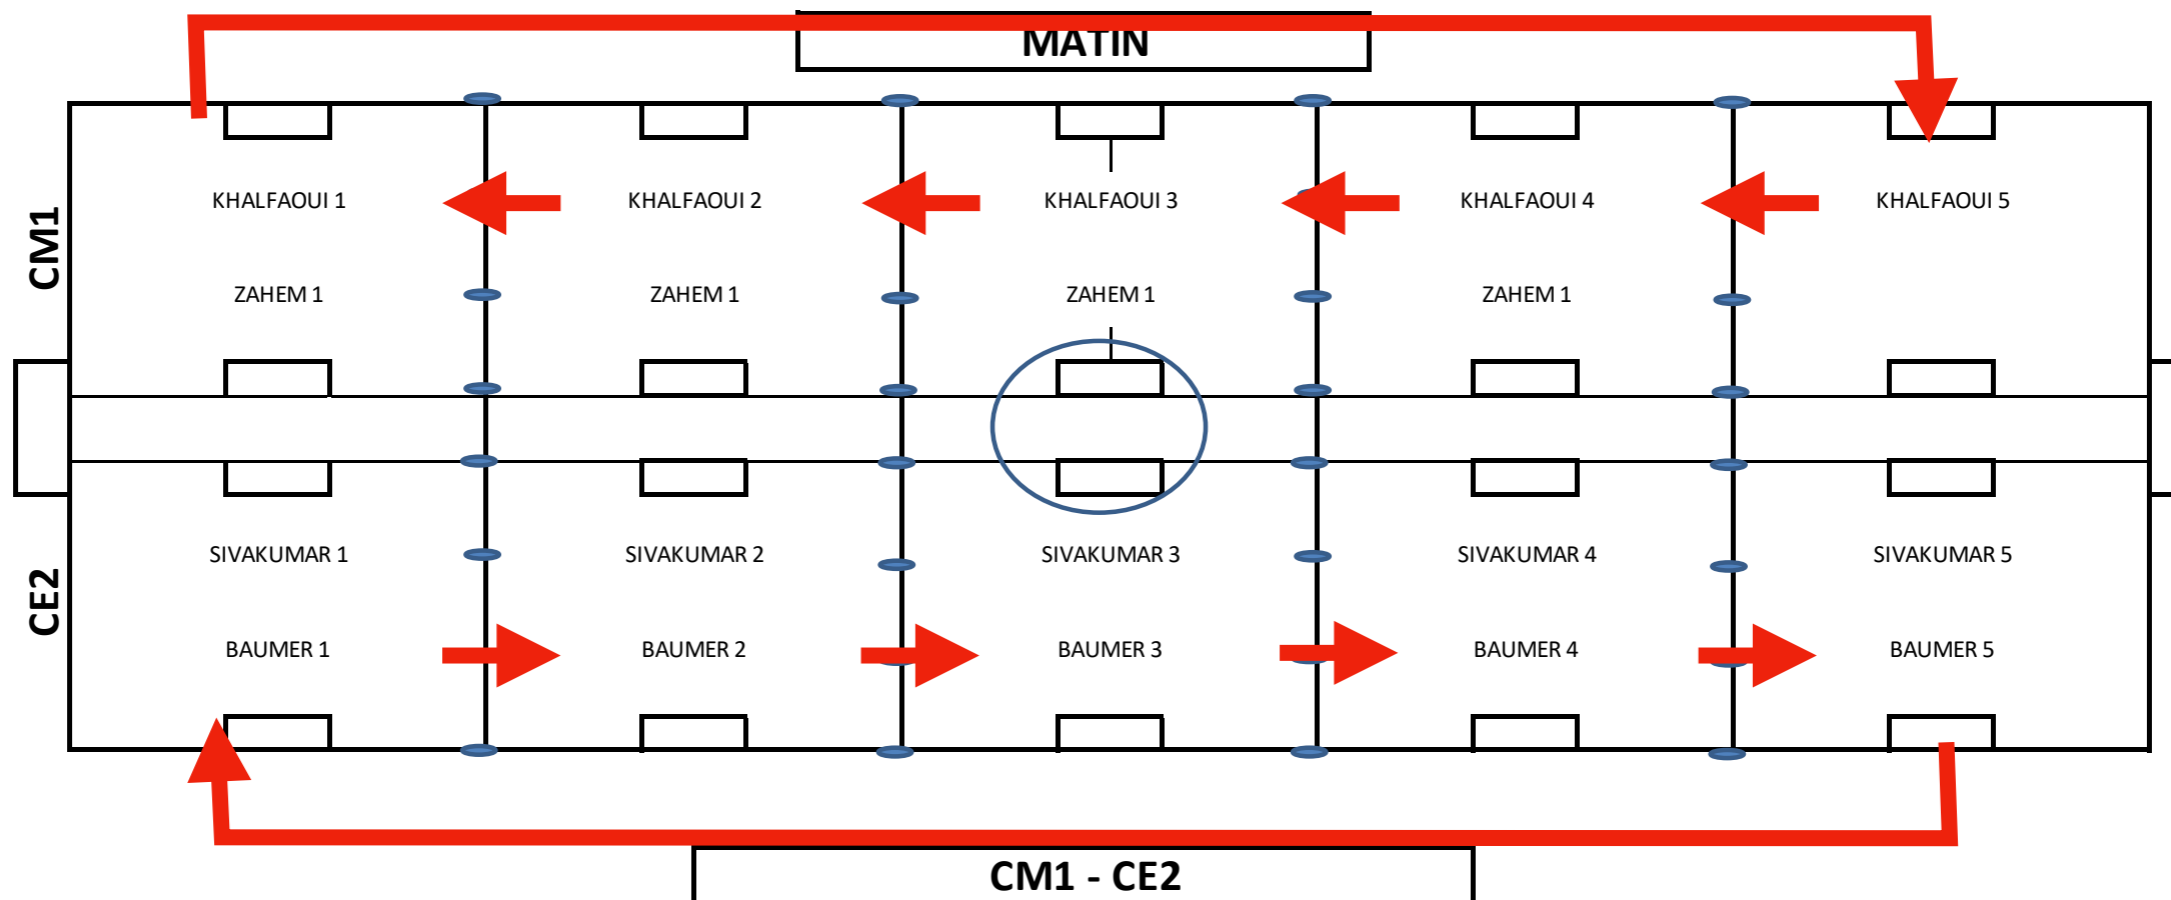 MATIN
CM1
KHALFAOUI 1
KHALFAOUI 2
KHALFAOUI 3
KHALFAOUI 4
KHALFAOUI 5
ZAHEM 1
ZAHEM 1
ZAHEM 1
ZAHEM 1
CE2
SIVAKUMAR 1
SIVAKUMAR 2
SIVAKUMAR 3
SIVAKUMAR 4
SIVAKUMAR 5
BAUMER 1
BAUMER 2
BAUMER 3
BAUMER 4
BAUMER 5
CM1 - CE2